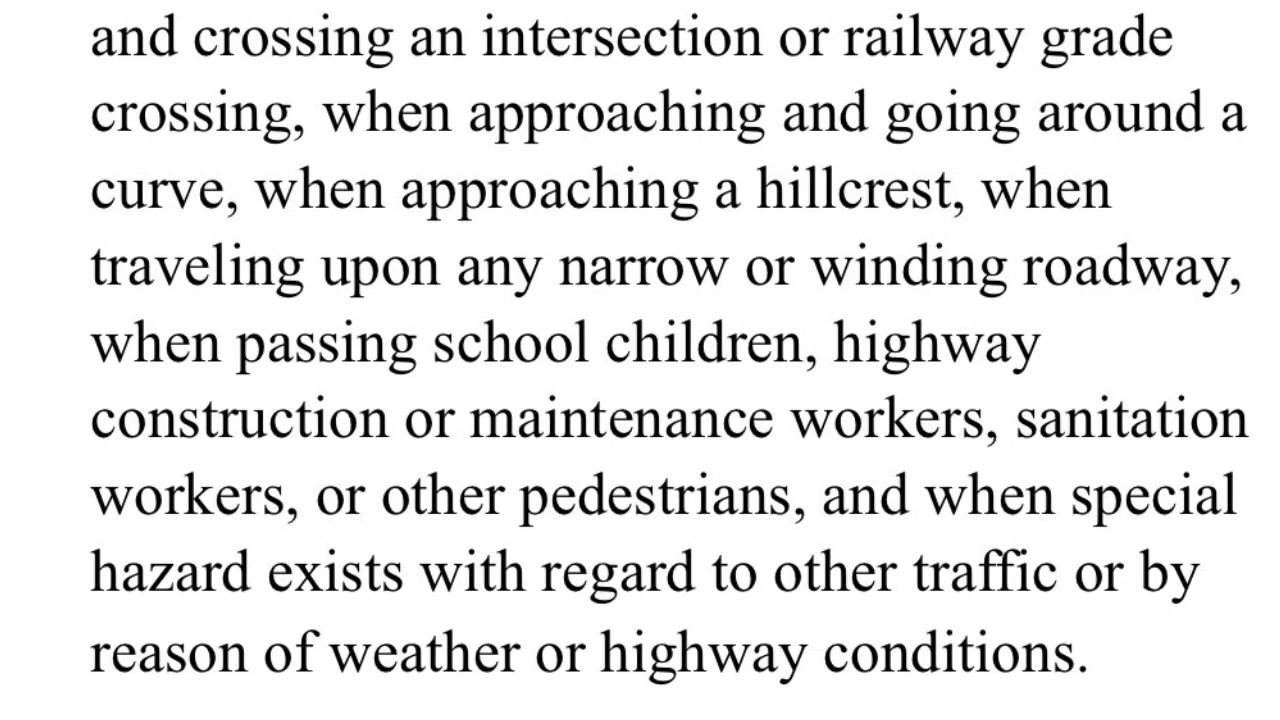 and crossing an intersection or railway grade
crossing, when approaching and going around a
curve, when approaching a hillcrest, when
traveling upon any narrow or winding roadway,
when passing school children, highway
construction or maintenance workers, sanitation
workers, or other pedestrians, and when special
hazard exists with regard to other traffic or by
reason of weather or highway conditions.